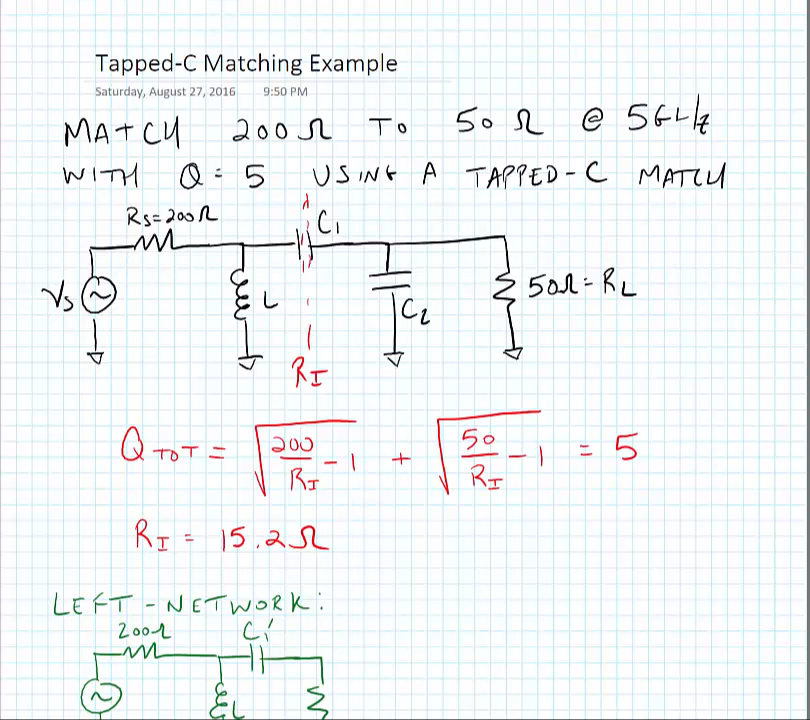 Tapped-C Matching Example
Saturday, August 27, 2016 9:50 PM
MATCH 200Ω TO 50Ω @ 5GHz
WITH Q = 5 USING A TAPPED-C MATCH
RS=200Ω C1
VS L C2 50Ω=RL
RI
QTOT = √(200/RI - 1) + √(50/RI - 1) = 5
RI = 15.2Ω
LEFT-NETWORK:
200Ω C1'
L